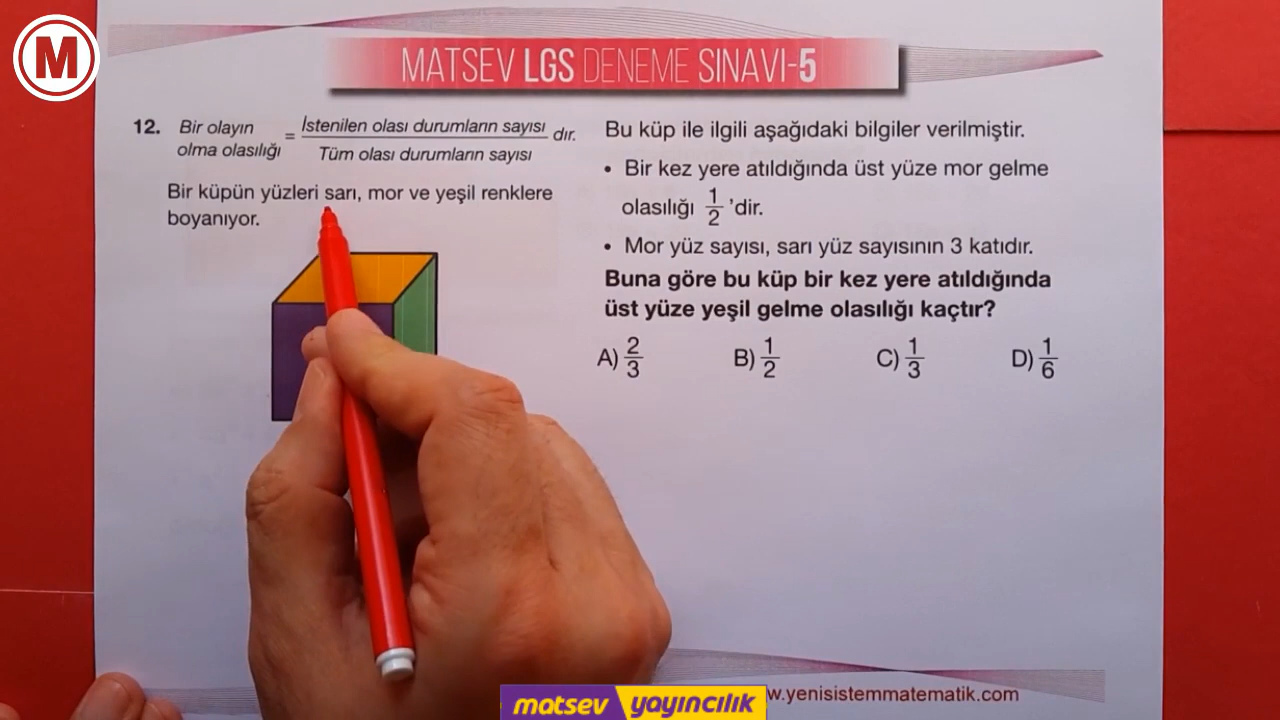 M
MATSEV LGS DENEME SINAVI-5
12. Bir olayın olma olasılığı = İstenilen olası durumların sayısı / Tüm olası durumların sayısı dır.
Bir küpün yüzleri sarı, mor ve yeşil renklere
boyanıyor.
Bu küp ile ilgili aşağıdaki bilgiler verilmiştir.
• Bir kez yere atıldığında üst yüze mor gelme
olasılığı 1/2 'dir.
• Mor yüz sayısı, sarı yüz sayısının 3 katıdır.
Buna göre bu küp bir kez yere atıldığında
üst yüze yeşil gelme olasılığı kaçtır?
A) 2/3 B) 1/2 C) 1/3 D) 1/6
w.yenisistemmatematik.com
matsev yayıncılık